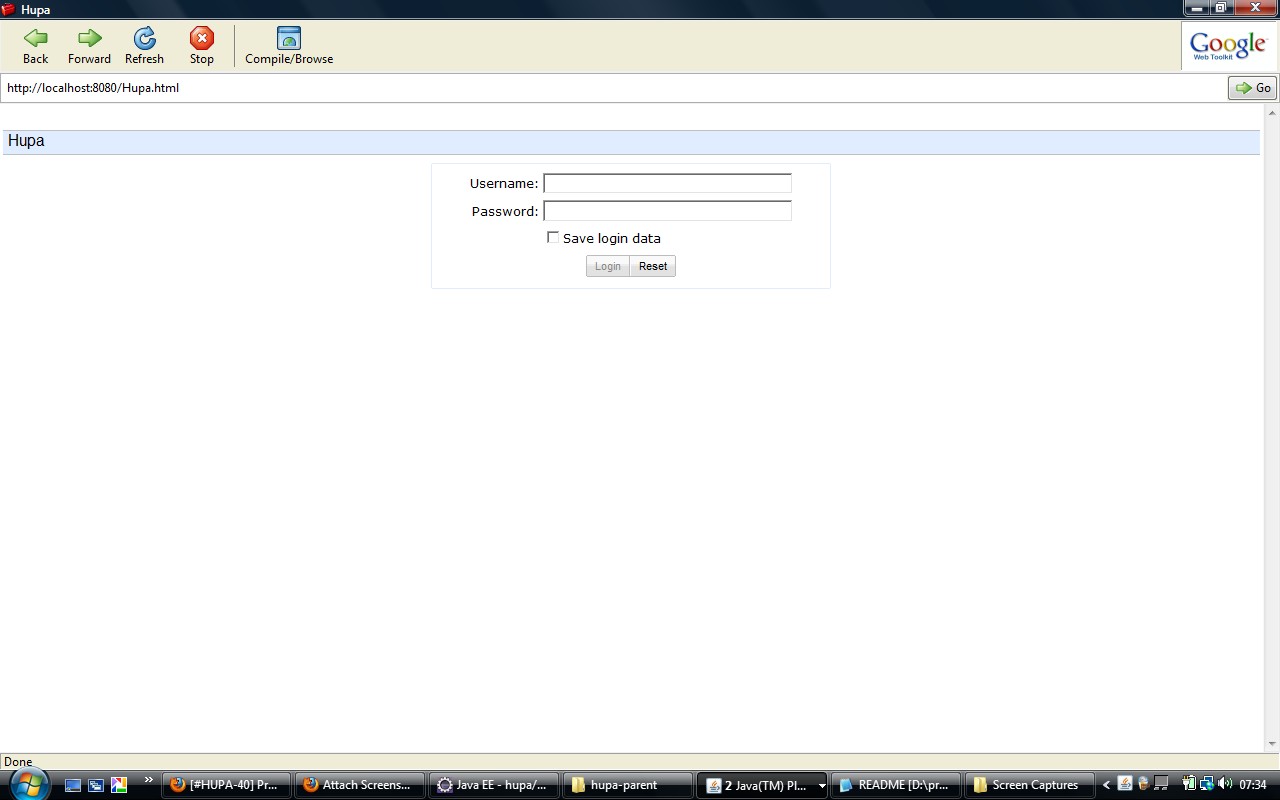 Hupa
Back Forward Refresh Stop Compile/Browse
Google
Web Toolkit
http://localhost:8080/Hupa.html Go
Hupa
Username:
Password:
Save login data
Login Reset
Done
[#HUPA-40] Pr... Attach Screens... Java EE - hupa/... hupa-parent 2 Java(TM) Pl... README [D:\pr... Screen Captures 07:34